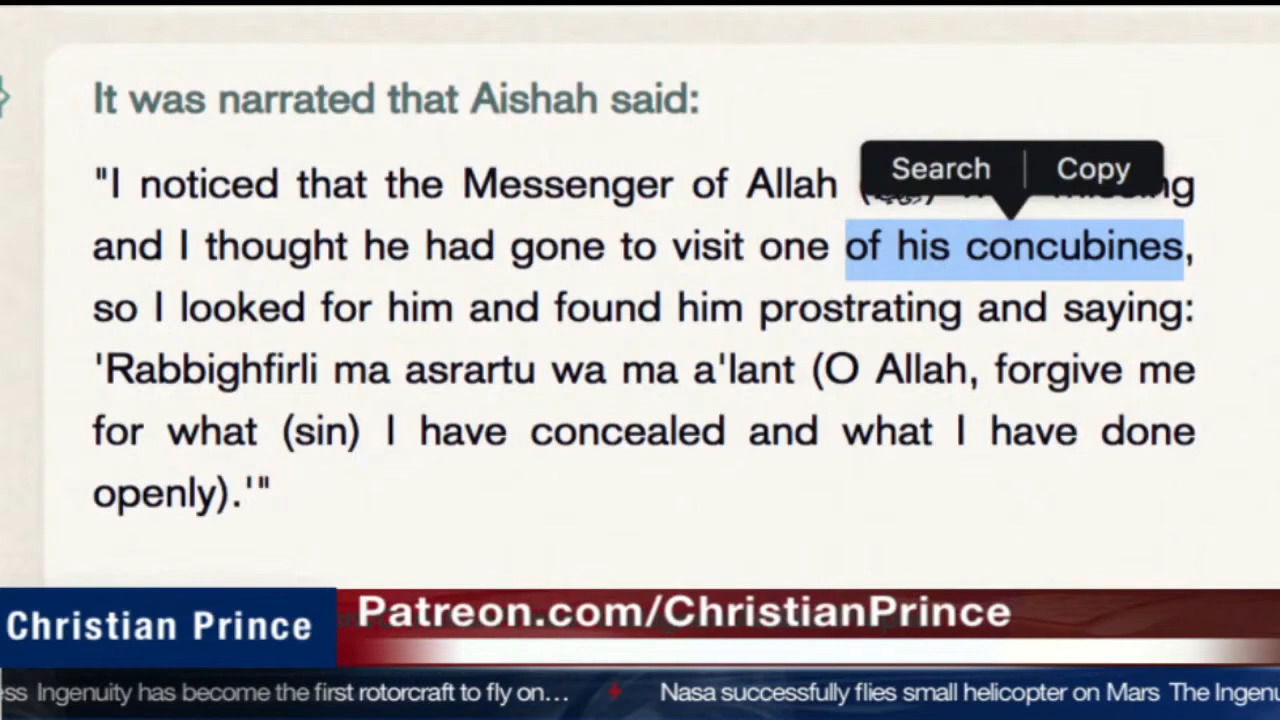 It was narrated that Aishah said:
"I noticed that the Messenger of Allah
Search | Copy
and I thought he had gone to visit one of his concubines,
so I looked for him and found him prostrating and saying:
'Rabbighfirli ma asrartu wa ma a'lant (O Allah, forgive me
for what (sin) I have concealed and what I have done
openly).'"
Christian Prince
Patreon.com/ChristianPrince
Ingenuity has become the first rotorcraft to fly on... Nasa successfully flies small helicopter on Mars The